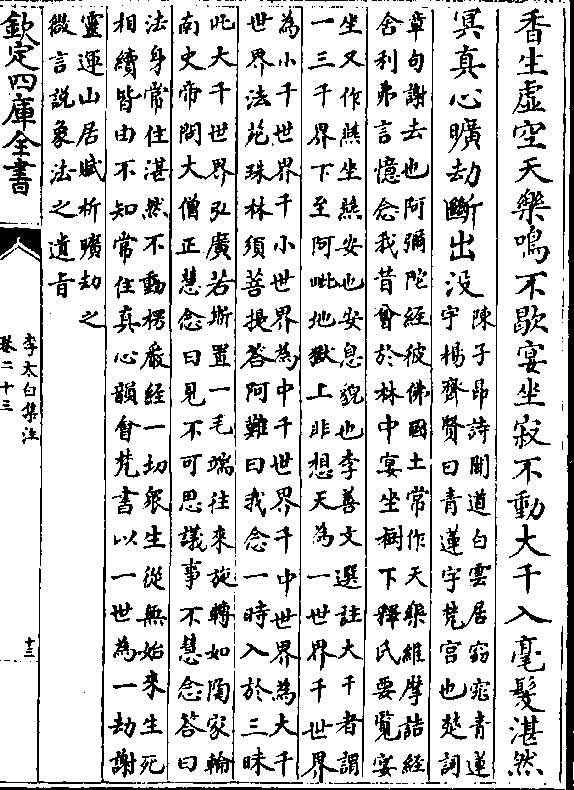 香生虛空天樂鳴不歇宴坐寂不動大千入毫髮湛然
冥真心曠劫斷出没
陳子昂詩聞道白雲居窈窕青蓮
宇楊齊賢曰青蓮宇梵宮也楚詞
章句謝去也阿彌陀經彼佛國土常作天樂維摩詰經
舍利弗言憶念我昔曾於林中宴坐樹下釋氏要覽宴
坐又作燕坐燕安也安息貌也李善文選註大千者謂
一三千界下至阿毗地獄上非想天為一世界千世界
為小千世界千小世界為中千世界千中世界為大千
世界法苑珠林須菩提答阿難曰我念一時入於三昧
此大千世界弘廣若斯置一毛端往來旋轉如陶家輪
南史帝問大僧正慧念曰見不可思議事不慧念答曰
法身常住湛然不動楞嚴經一切衆生從無始來生死
相續皆由不知常住真心韻會梵書以一世為一劫謝
靈運山居賦析曠劫之
微言説象法之遺旨
欽定四庫全書
李太白集注
卷二十三
十三